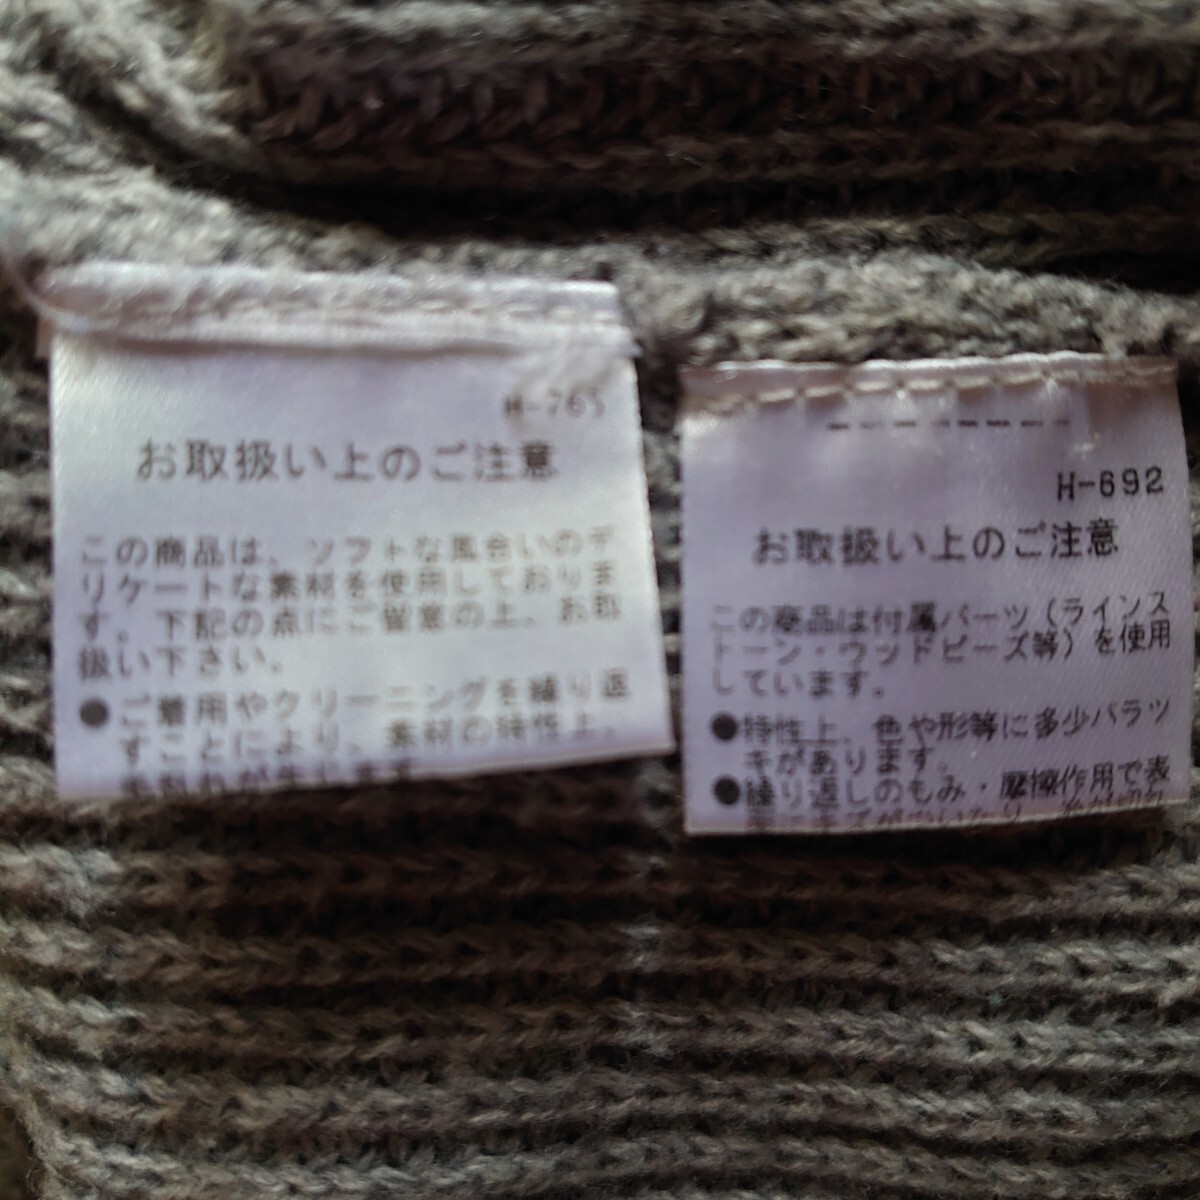 H-765
お取扱い上のご注意
この商品は、ソフトな風合いのデ
リケートな素材を使用しておりま
す。下記の点にご留意の上、お取
扱い下さい。
●ご着用やクリーニングを繰り返
すことにより、素材の特性上、
毛割れが生じます
H-692
お取扱い上のご注意
この商品は付属パーツ（ラインス
トーン・ウッドビーズ等）を使用
しています。
●特性上、色や形等に多少バラツ
キがあります。
●繰り返しのもみ・摩擦作用で表